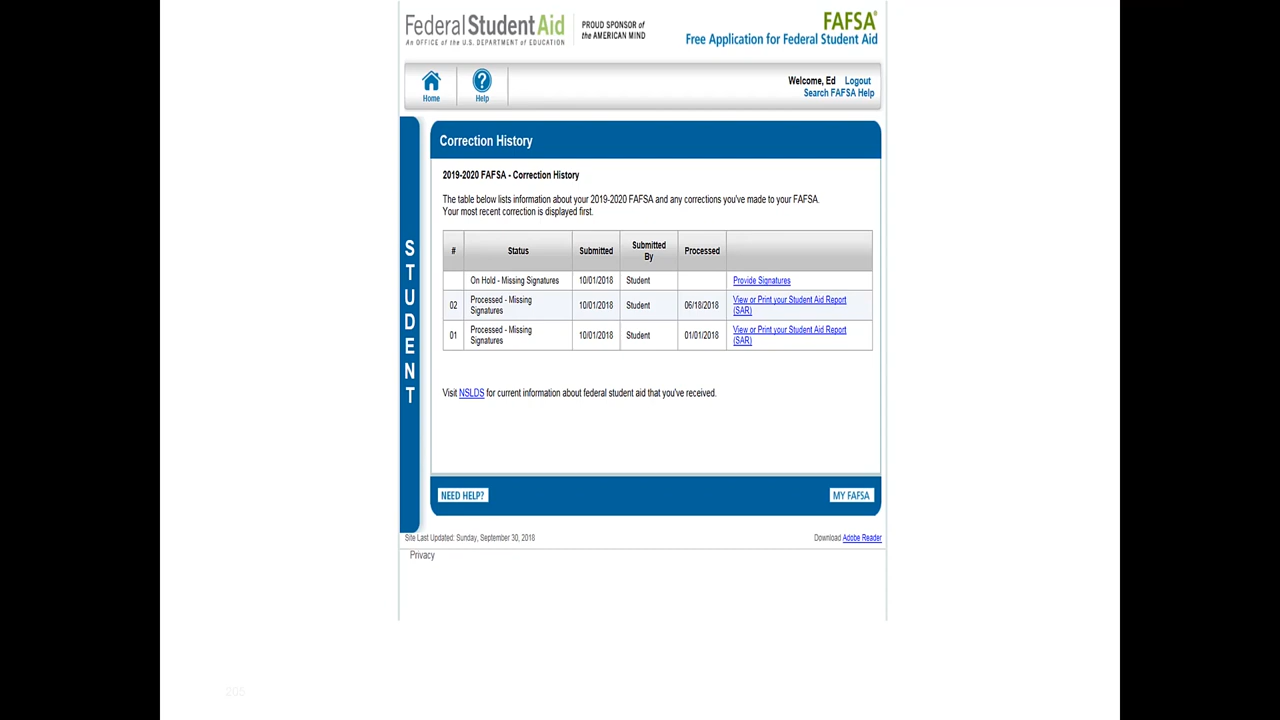 Federal Student Aid
An OFFICE of the U.S. DEPARTMENT of EDUCATION
PROUD SPONSOR of
the AMERICAN MIND
FAFSA®
Free Application for Federal Student Aid
Home
Help
Welcome, Ed Logout
Search FAFSA Help
STUDENT
Correction History
2019-2020 FAFSA - Correction History
The table below lists information about your 2019-2020 FAFSA and any corrections you've made to your FAFSA.
Your most recent correction is displayed first.
# Status Submitted Submitted By Processed
On Hold - Missing Signatures 10/01/2018 Student Provide Signatures
02 Processed - Missing Signatures 10/01/2018 Student 06/18/2018 View or Print your Student Aid Report (SAR)
01 Processed - Missing Signatures 10/01/2018 Student 01/01/2018 View or Print your Student Aid Report (SAR)
Visit NSLDS for current information about federal student aid that you've received.
NEED HELP?
MY FAFSA
Site Last Updated: Sunday, September 30, 2018
Download Adobe Reader
Privacy
205